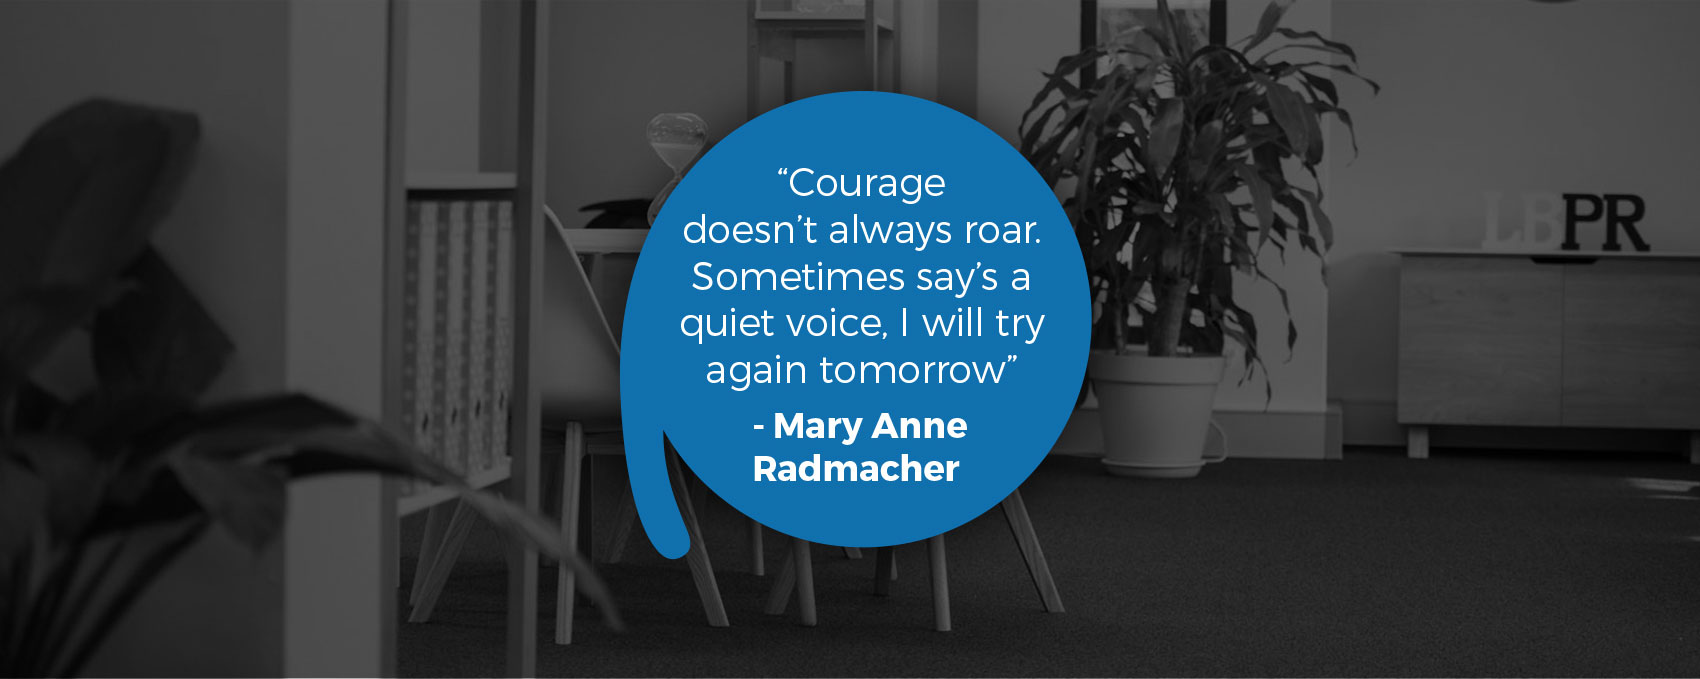 “Courage
doesn’t always roar.
Sometimes say’s a
quiet voice, I will try
again tomorrow”
- Mary Anne
Radmacher
LBPR